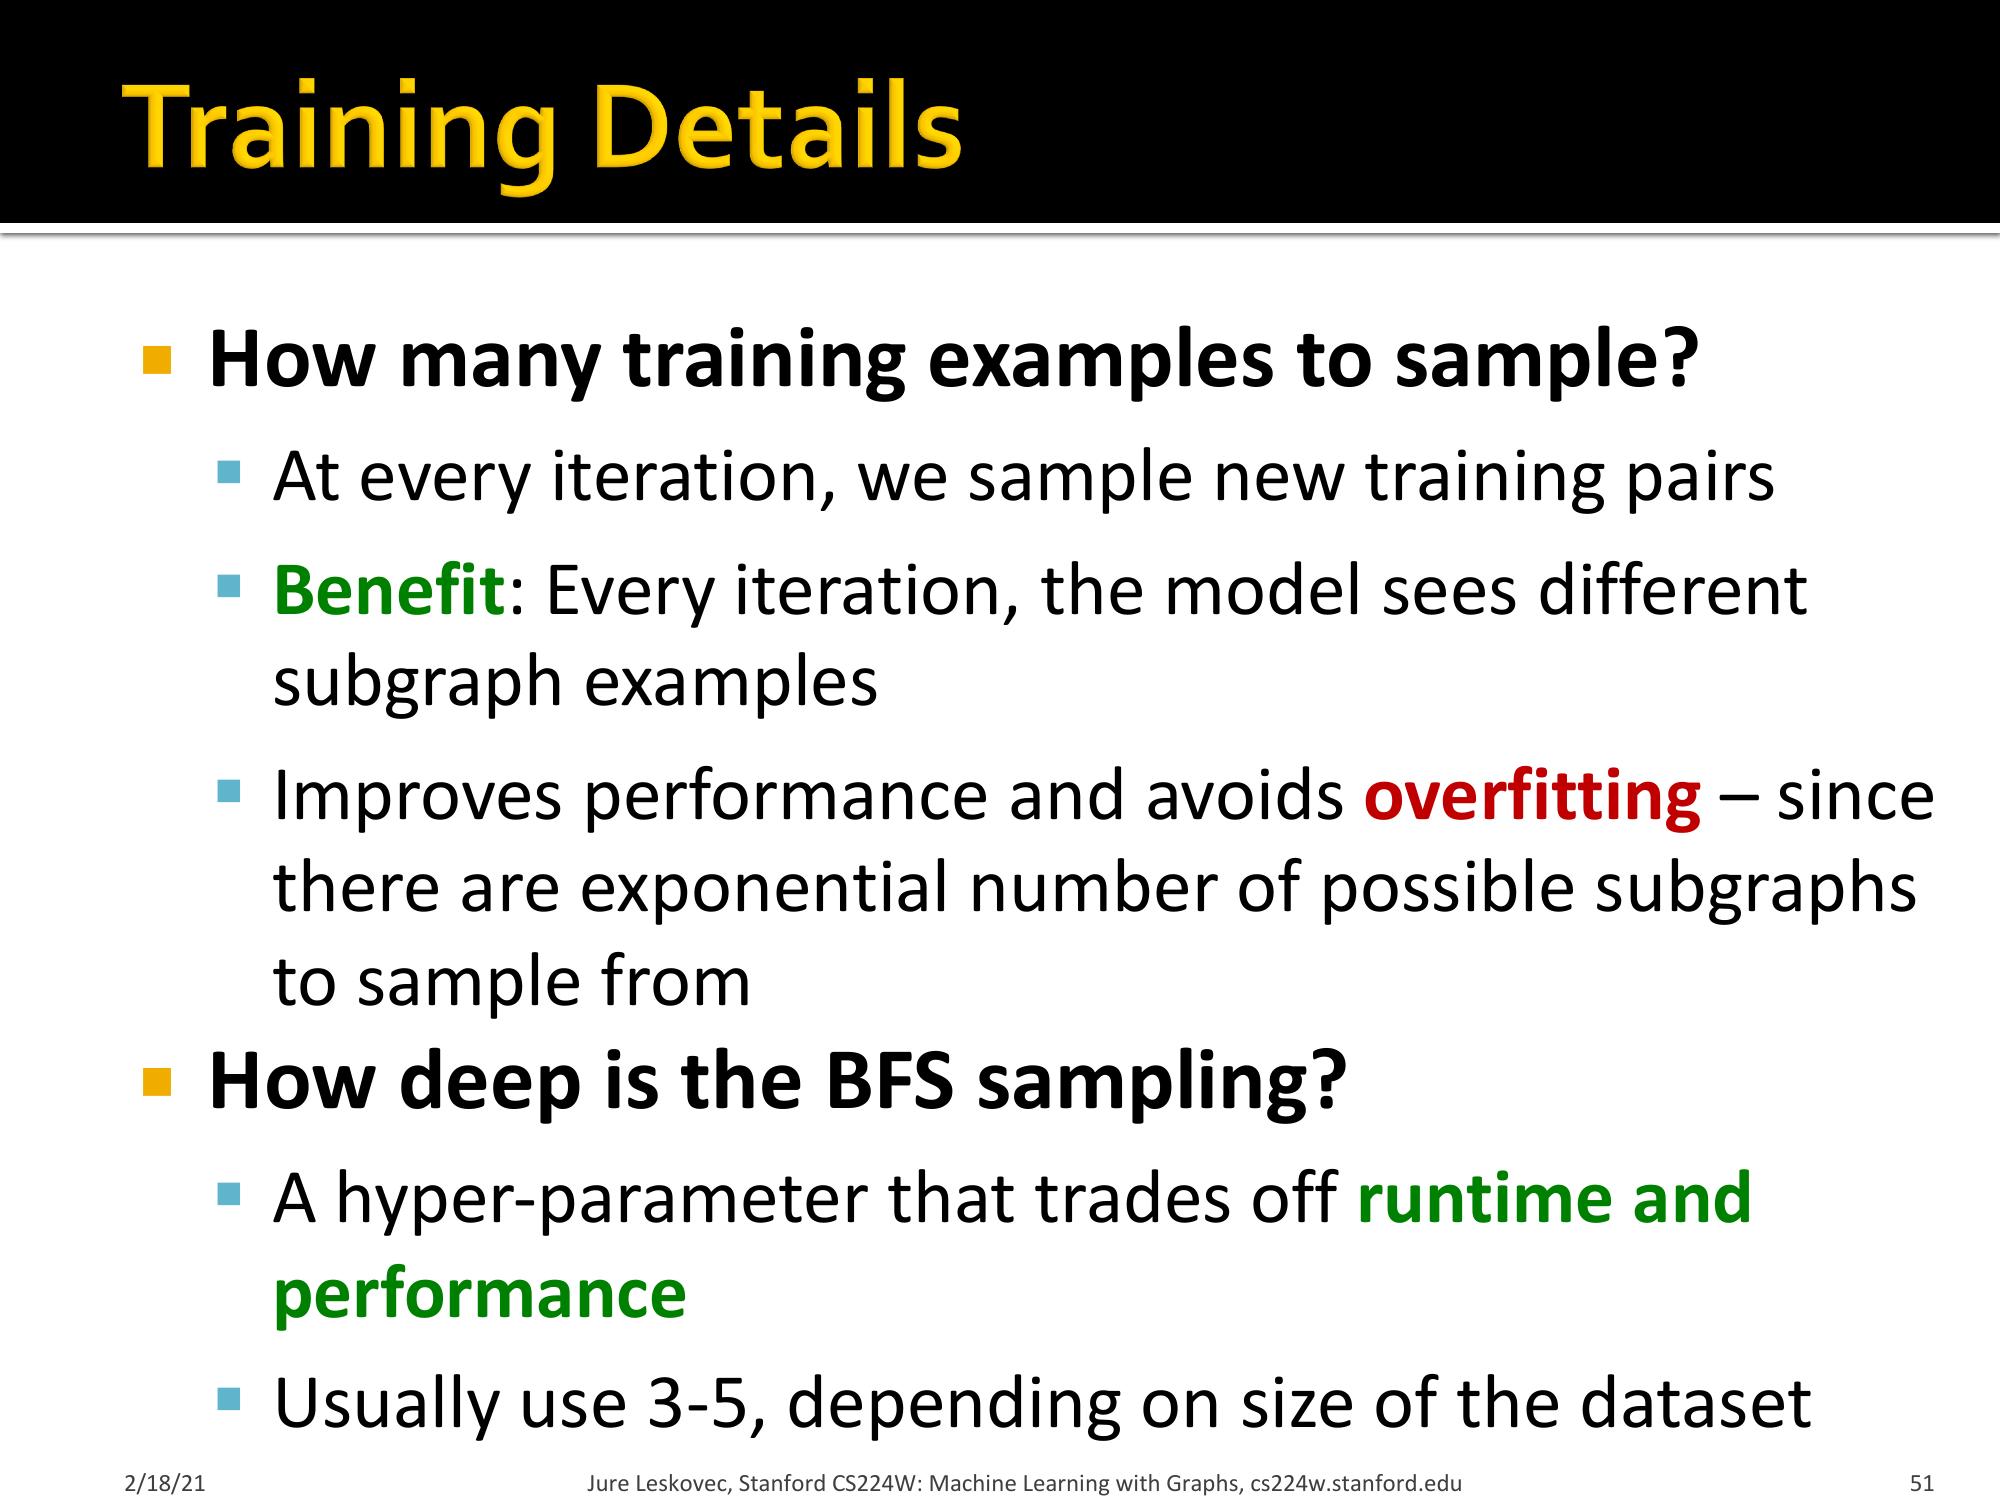 Training Details
How many training examples to sample?
At every iteration, we sample new training pairs
Benefit: Every iteration, the model sees different
subgraph examples
Improves performance and avoids overfitting – since
there are exponential number of possible subgraphs
to sample from
How deep is the BFS sampling?
A hyper-parameter that trades off runtime and
performance
Usually use 3-5, depending on size of the dataset
2/18/21
Jure Leskovec, Stanford CS224W: Machine Learning with Graphs, cs224w.stanford.edu
51